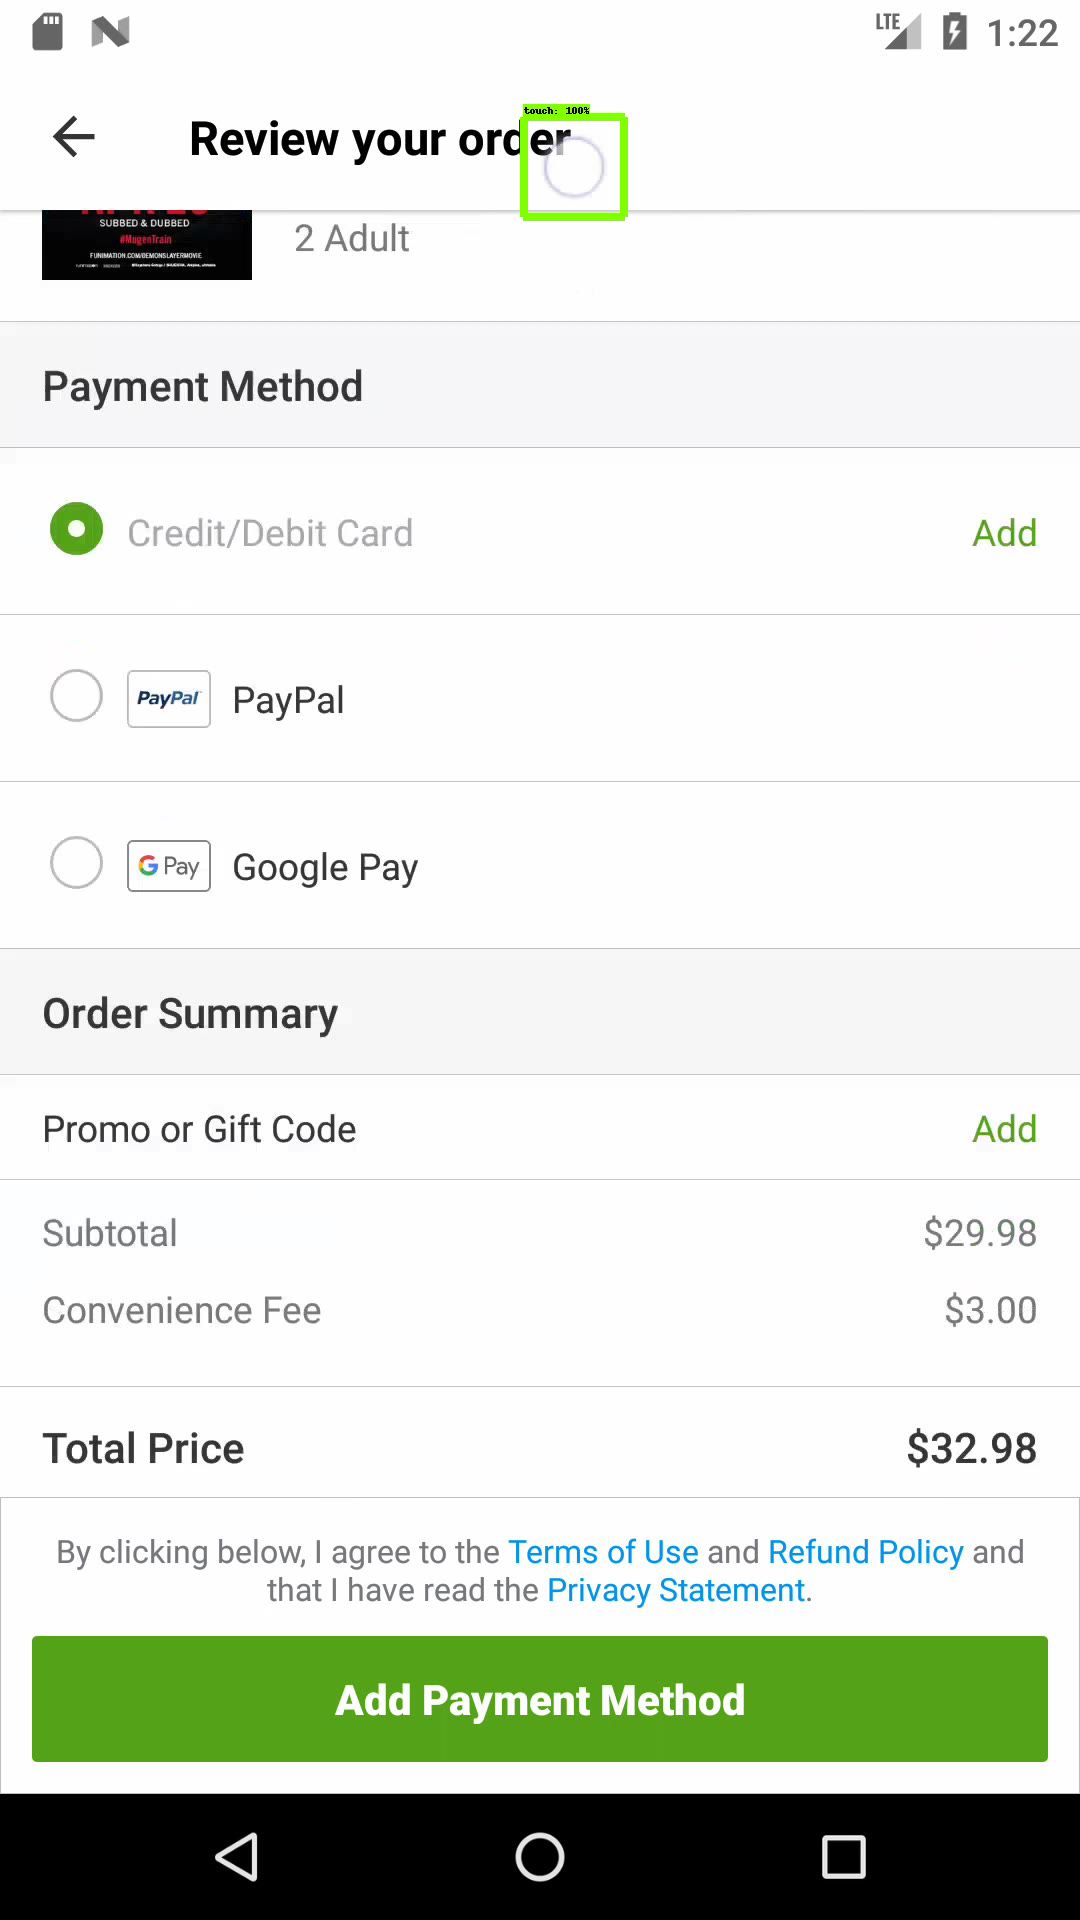 LTE 1:22
touch: 100%
Review your order
SUBBED & DUBBED
#MugenTrain
FUNIMATION.COM/DEMONSLAYERMOVIE
2 Adult
Payment Method
Credit/Debit Card Add
PayPal PayPal
G Pay Google Pay
Order Summary
Promo or Gift Code Add
Subtotal $29.98
Convenience Fee $3.00
Total Price $32.98
By clicking below, I agree to the Terms of Use and Refund Policy and
that I have read the Privacy Statement.
Add Payment Method